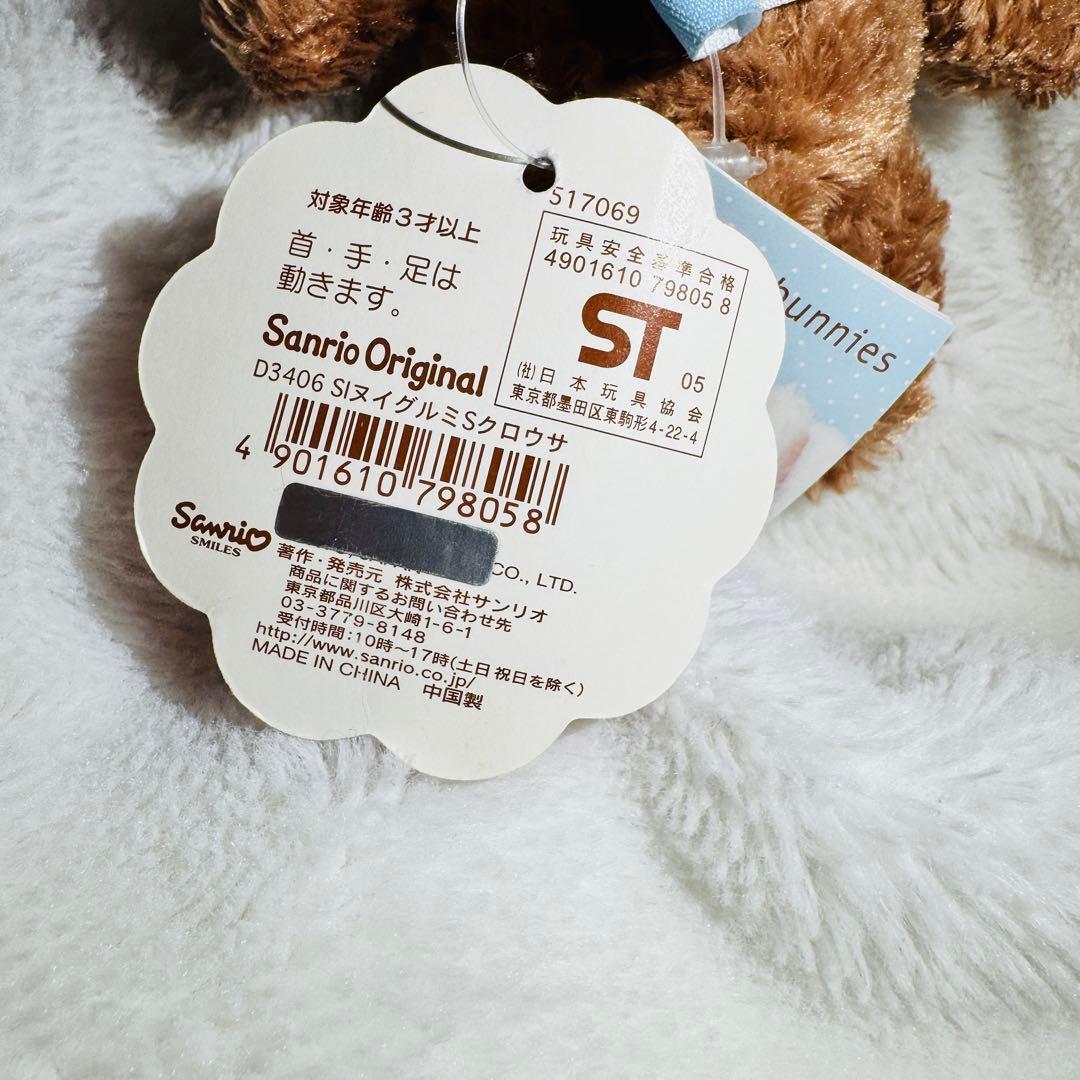 対象年齢3才以上
首・手・足は
動きます。
517069
玩具安全基準合格
4901610 79805 8
ST 05
(社)日本玩具協会
東京都墨田区東駒形4-22-4
bunnies
Sanrio Original
D3406 SIヌイグルミSクロウサ
4 901610 798058
Sanrio
SMILES
CO., LTD.
著作・発売元 株式会社サンリオ
商品に関するお問い合わせ先
東京都品川区大崎1-6-1
03-3779-8148
受付時間:10時〜17時(土日祝日を除く)
http://www.sanrio.co.jp/
MADE IN CHINA 中国製